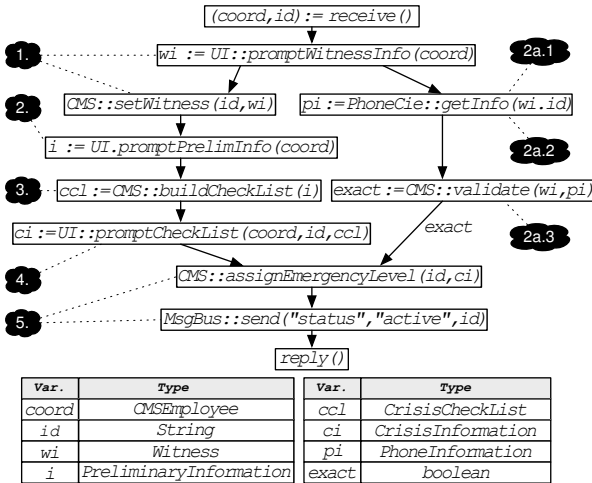 (coord,id) := receive()
1.
wi := UI::promptWitnessInfo(coord)
2a.1
CMS::setWitness(id,wi)
pi:=PhoneCie::getInfo(wi.id)
2.
i := UI.promptPrelimInfo(coord)
2a.2
3.
ccl:=CMS::buildCheckList(i)
exact:=CMS::validate(wi,pi)
ci:=UI::promptCheckList(coord,id,ccl)
exact
2a.3
4.
CMS::assignEmergencyLevel(id,ci)
5.
MsgBus::send("status","active",id)
reply()
Var. Type
coord CMSEmployee
id String
wi Witness
i PreliminaryInformation
Var. Type
ccl CrisisCheckList
ci CrisisInformation
pi PhoneInformation
exact boolean